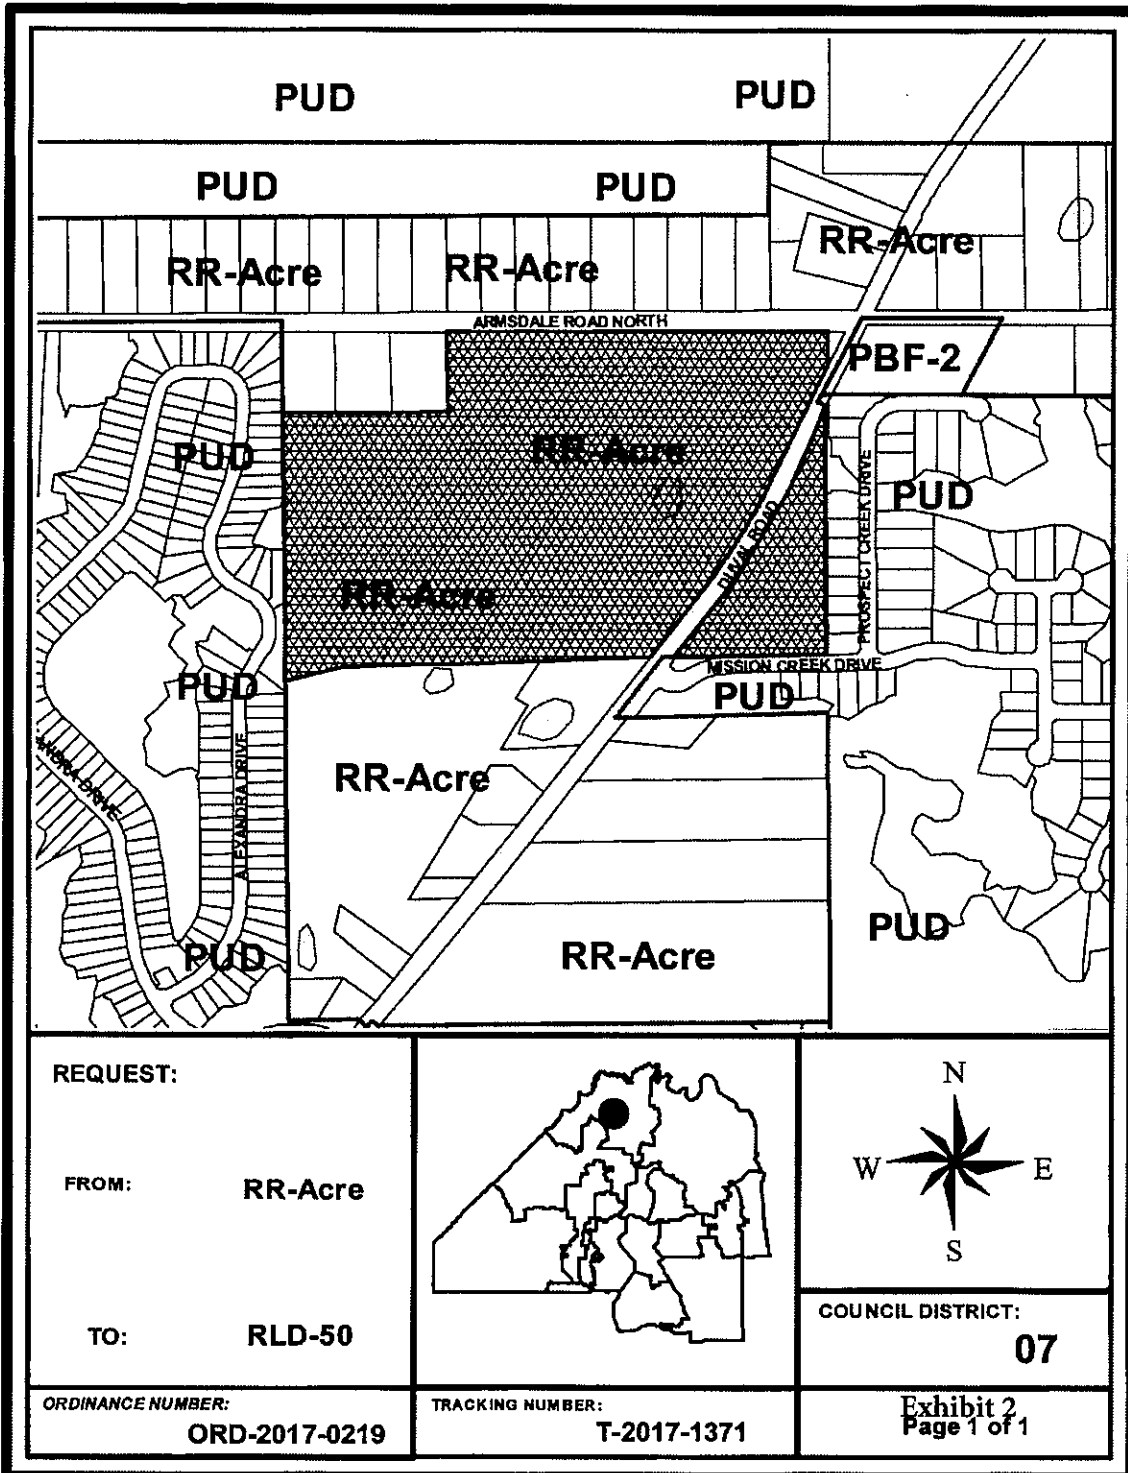 PUD PUD
PUD PUD
RR-Acre
RR-Acre RR-Acre
ARMSDALE ROAD NORTH
PBF-2
RR-Acre
PUD
PUD
PROSPECT CREEK DRIVE
DUVAL ROAD
RR-Acre
MISSION CREEK DRIVE
PUD
PUD
RR-Acre
ANDRA DRIVE
ALEXANDRA DRIVE
PUD
PUD
RR-Acre
REQUEST:
FROM: RR-Acre
TO: RLD-50
N
W E
S
COUNCIL DISTRICT:
07
ORDINANCE NUMBER:
ORD-2017-0219
TRACKING NUMBER:
T-2017-1371
Exhibit 2
Page 1 of 1